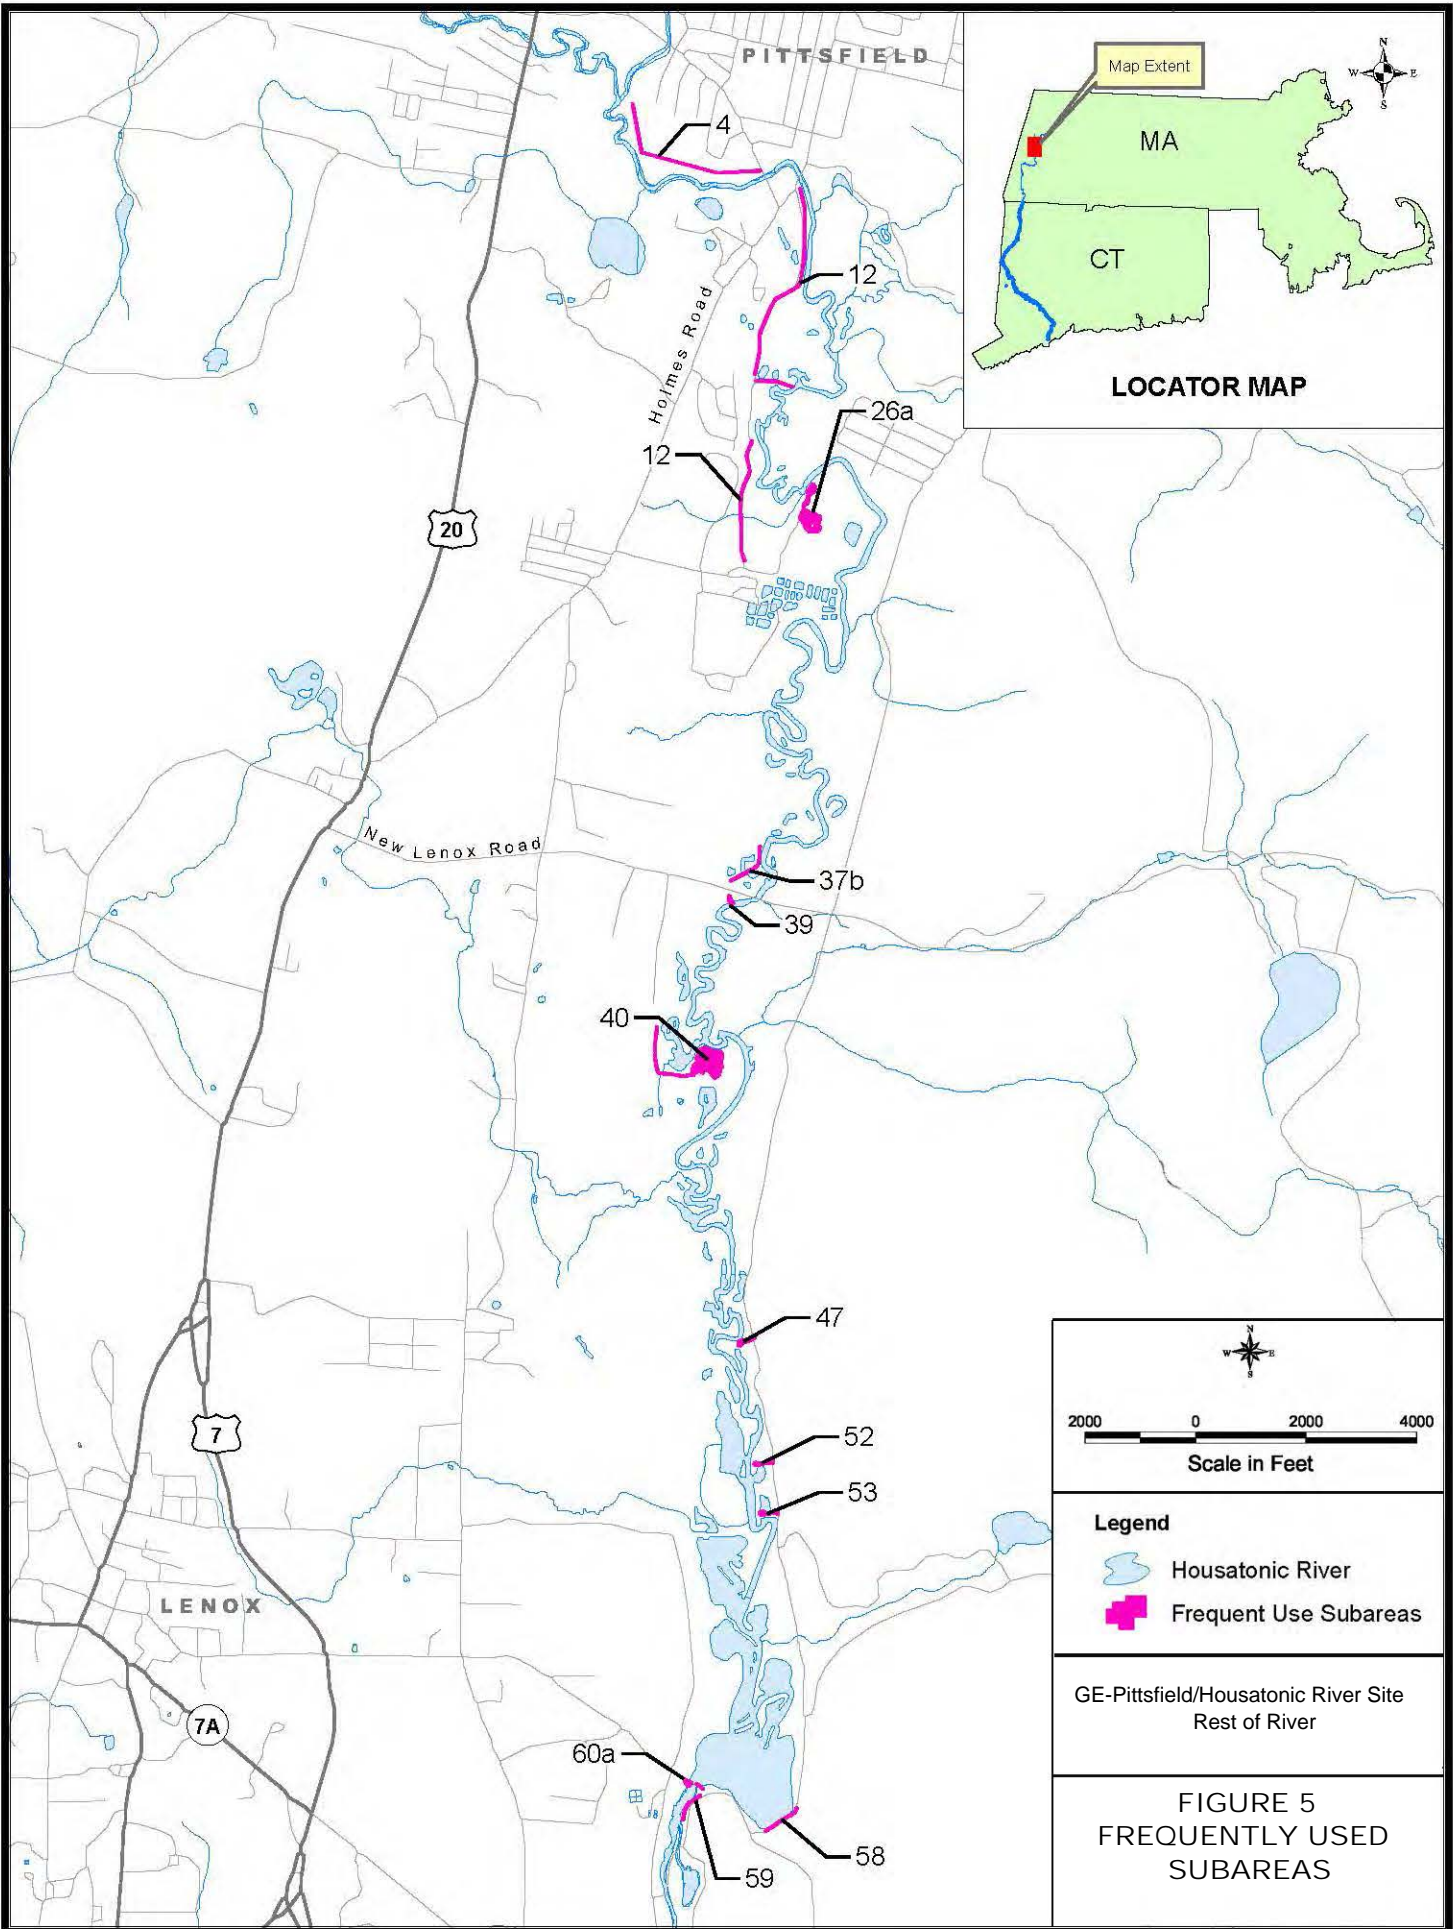 PITTSFIELD
4
12
Holmes Road
26a
12
20
New Lenox Road
37b
39
40
47
7
52
53
LENOX
7A
60a
59
58
Map Extent
N
W E
S
MA
CT
LOCATOR MAP
N
W E
S
2000 0 2000 4000
Scale in Feet
Legend
Housatonic River
Frequent Use Subareas
GE-Pittsfield/Housatonic River Site
Rest of River
FIGURE 5
FREQUENTLY USED
SUBAREAS